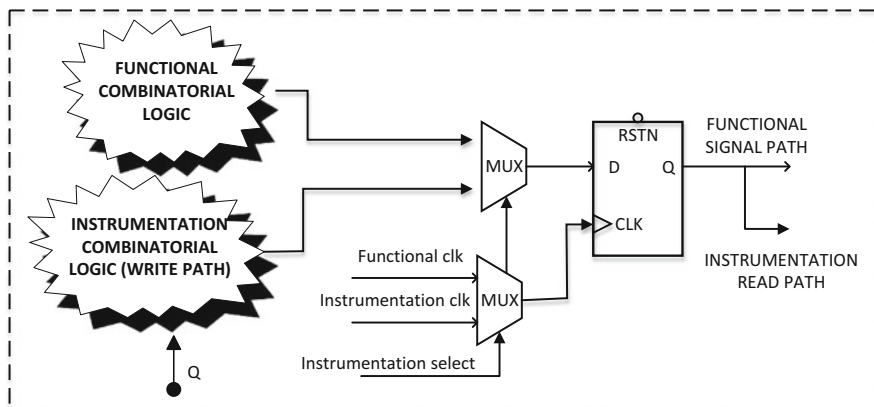 FUNCTIONAL
COMBINATORIAL
LOGIC
INSTRUMENTATION
COMBINATORIAL
LOGIC (WRITE PATH)
Q
MUX
Functional clk
Instrumentation clk
MUX
Instrumentation select
RSTN
D
Q
CLK
FUNCTIONAL
SIGNAL PATH
INSTRUMENTATION
READ PATH